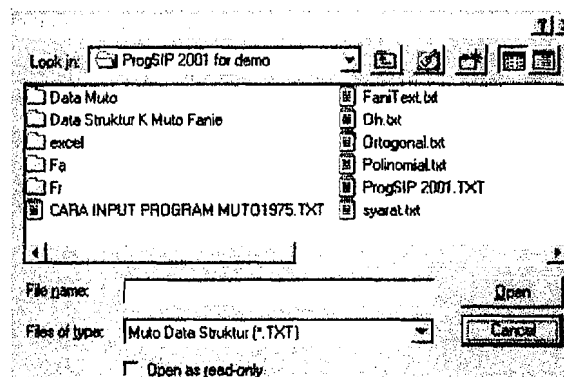 Look in: ProgSIP 2001 for demo
Data Muto
Data Struktur K Muto Fanie
excel
Fa
Fr
CARA INPUT PROGRAM MUTO1975.TXT
FaniText.txt
Oh.txt
Ortogonal.txt
Polinomial.txt
ProgSIP 2001.TXT
syarat.txt
File name:
Open
Files of type: Muto Data Struktur (*.TXT)
Cancel
Open as read-only